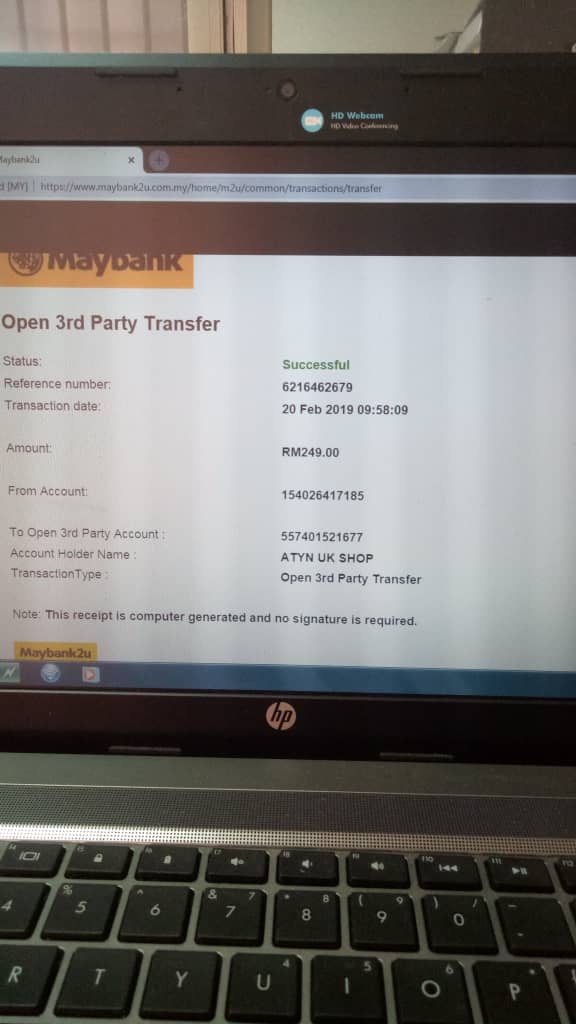 HD Webcam
HD Video Conferencing
Maybank2u ×
d [MY] | https://www.maybank2u.com.my/home/m2u/common/transactions/transfer
Maybank
Open 3rd Party Transfer
Status: Successful
Reference number: 6216462679
Transaction date: 20 Feb 2019 09:58:09
Amount: RM249.00
From Account: 154026417185
To Open 3rd Party Account : 557401521677
Account Holder Name : ATYN UK SHOP
TransactionType : Open 3rd Party Transfer
Note: This receipt is computer generated and no signature is required.
Maybank2u
hp
f4 f5 f6 f7 f8 f9 f10 f11 f12
4 % 5 ^ 6 & 7 7 * 8 8 ( 9 9 ) 0 / _ -
R T Y U 4 I 5 O 6 P *